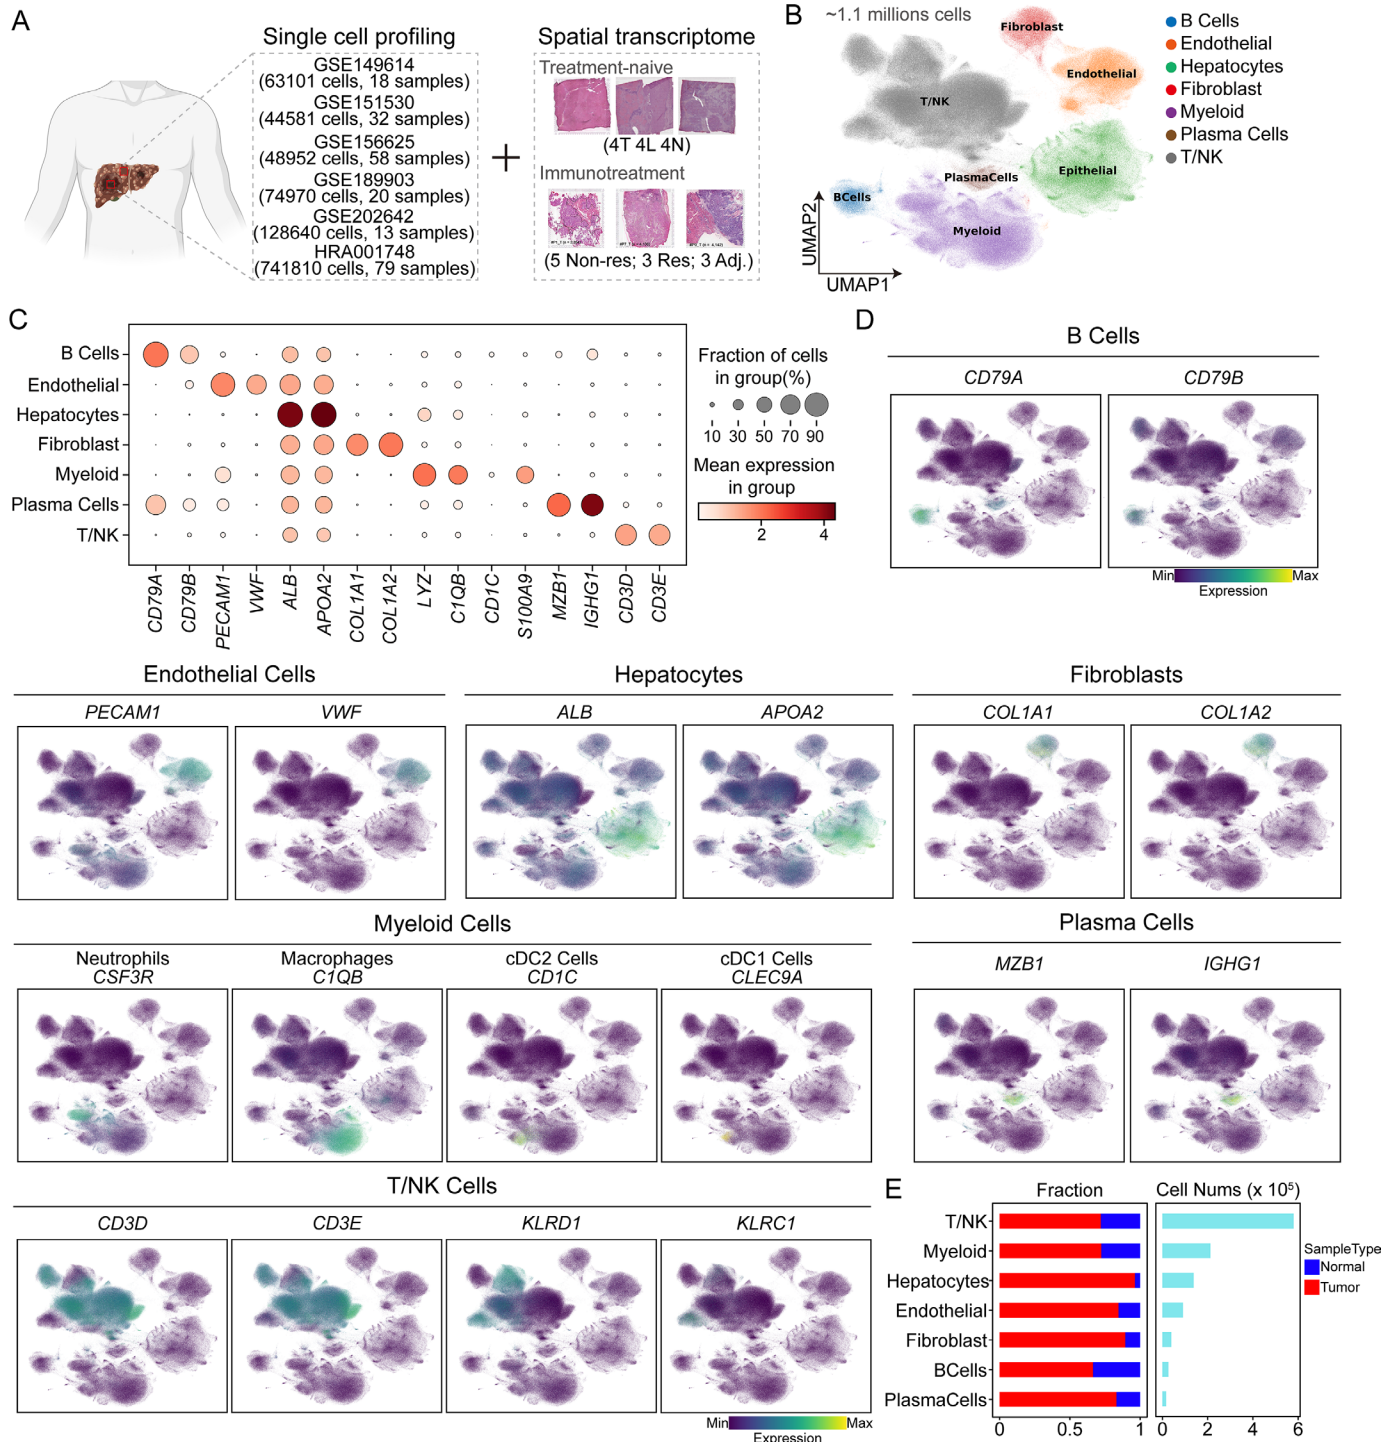 A
Single cell profiling
GSE149614
(63101 cells, 18 samples)
GSE151530
(44581 cells, 32 samples)
GSE156625
(48952 cells, 58 samples)
GSE189903
(74970 cells, 20 samples)
GSE202642
(128640 cells, 13 samples)
HRA001748
(741810 cells, 79 samples)
+
Spatial transcriptome
Treatment-naive
(4T 4L 4N)
Immunotreatment
(5 Non-res; 3 Res; 3 Adj.)
B
~1.1 millions cells
Fibroblast
Endothelial
T/NK
Epithelial
PlasmaCells
BCells
Myeloid
UMAP2
UMAP1
B Cells
Endothelial
Hepatocytes
Fibroblast
Myeloid
Plasma Cells
T/NK
C
B Cells
Endothelial
Hepatocytes
Fibroblast
Myeloid
Plasma Cells
T/NK
CD79A
CD79B
PECAM1
VWF
ALB
APOA2
COL1A1
COL1A2
LYZ
C1QB
CD1C
S100A9
MZB1
IGHG1
CD3D
CD3E
Fraction of cells
in group(%)
10 30 50 70 90
Mean expression
in group
2 4
D
B Cells
CD79A CD79B
Min Max
Expression
Endothelial Cells
PECAM1 VWF
Hepatocytes
ALB APOA2
Fibroblasts
COL1A1 COL1A2
Myeloid Cells
Neutrophils
CSF3R
Macrophages
C1QB
cDC2 Cells
CD1C
cDC1 Cells
CLEC9A
Plasma Cells
MZB1 IGHG1
T/NK Cells
CD3D CD3E KLRD1 KLRC1
Min Max
Expression
E
Fraction
Cell Nums (x 10⁵)
T/NK
Myeloid
Hepatocytes
Endothelial
Fibroblast
BCells
PlasmaCells
0 0.5 1
0 2 4 6
SampleType
Normal
Tumor